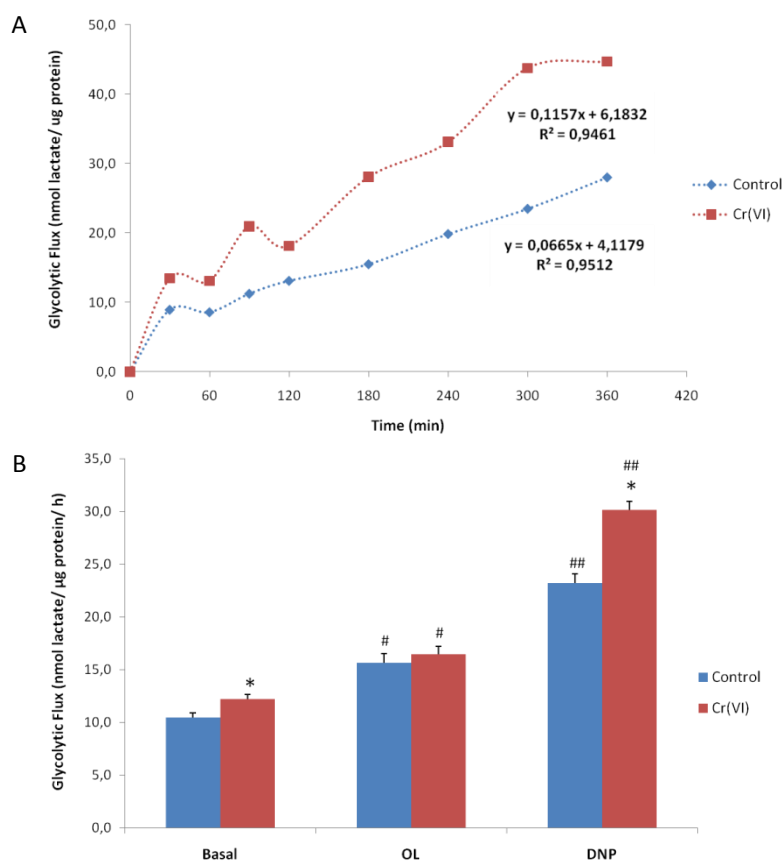 A
Glycolytic Flux (nmol lactate/ ug protein)
50,0
40,0
30,0
20,0
10,0
0,0
y = 0,1157x + 6,1832
R² = 0,9461
y = 0,0665x + 4,1179
R² = 0,9512
Control
Cr(VI)
0 60 120 180 240 300 360 420
Time (min)
B
Glycolytic Flux (nmol lactate/ µg protein/ h)
35,0
30,0
25,0
20,0
15,0
10,0
5,0
0,0
*
#
#
##
##
*
Control
Cr(VI)
Basal OL DNP